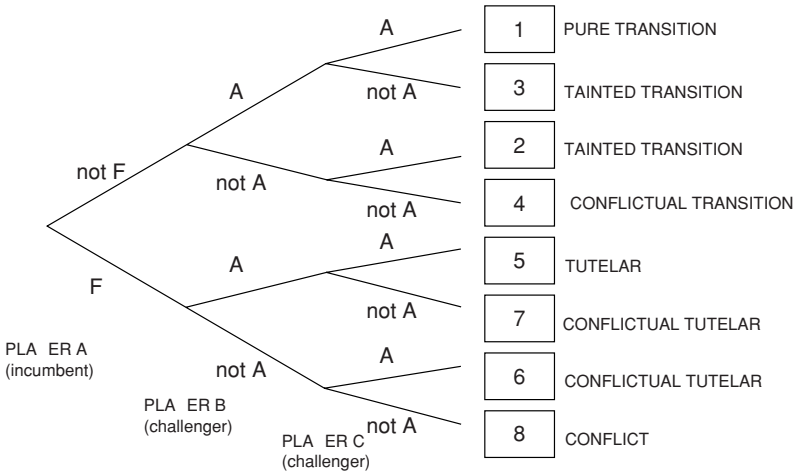 A
1 PURE TRANSITION
A
not A
3 TAINTED TRANSITION
not F
A
2 TAINTED TRANSITION
not A
not A
4 CONFLICTUAL TRANSITION
A
5 TUTELAR
A
F
not A
7 CONFLICTUAL TUTELAR
PLA ER A
(incumbent)
A
not A
6 CONFLICTUAL TUTELAR
PLA ER B
(challenger)
not A
8 CONFLICT
PLA ER C
(challenger)